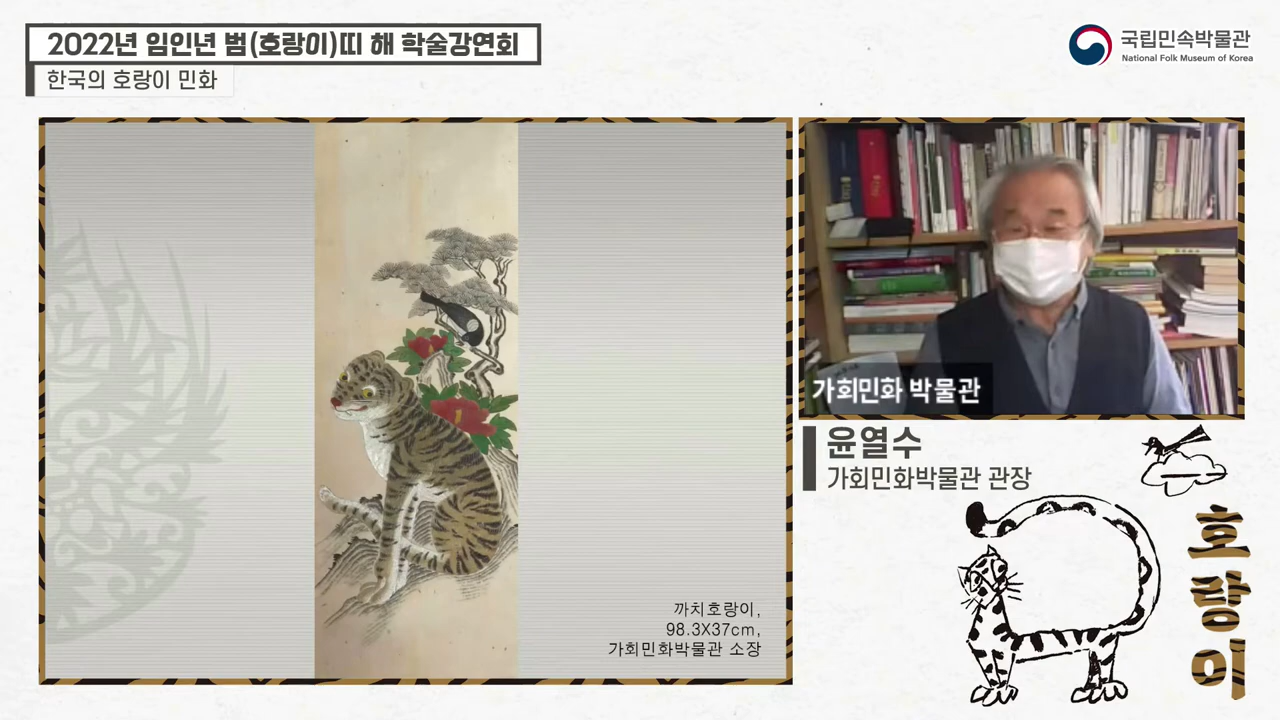 2022년 임인년 범(호랑이)띠 해 학술강연회
한국의 호랑이 민화
국립민속박물관
National Folk Museum of Korea
까치호랑이,
98.3X37cm,
가회민화박물관 소장
가회민화 박물관
윤열수
가회민화박물관 관장
호
랑
이